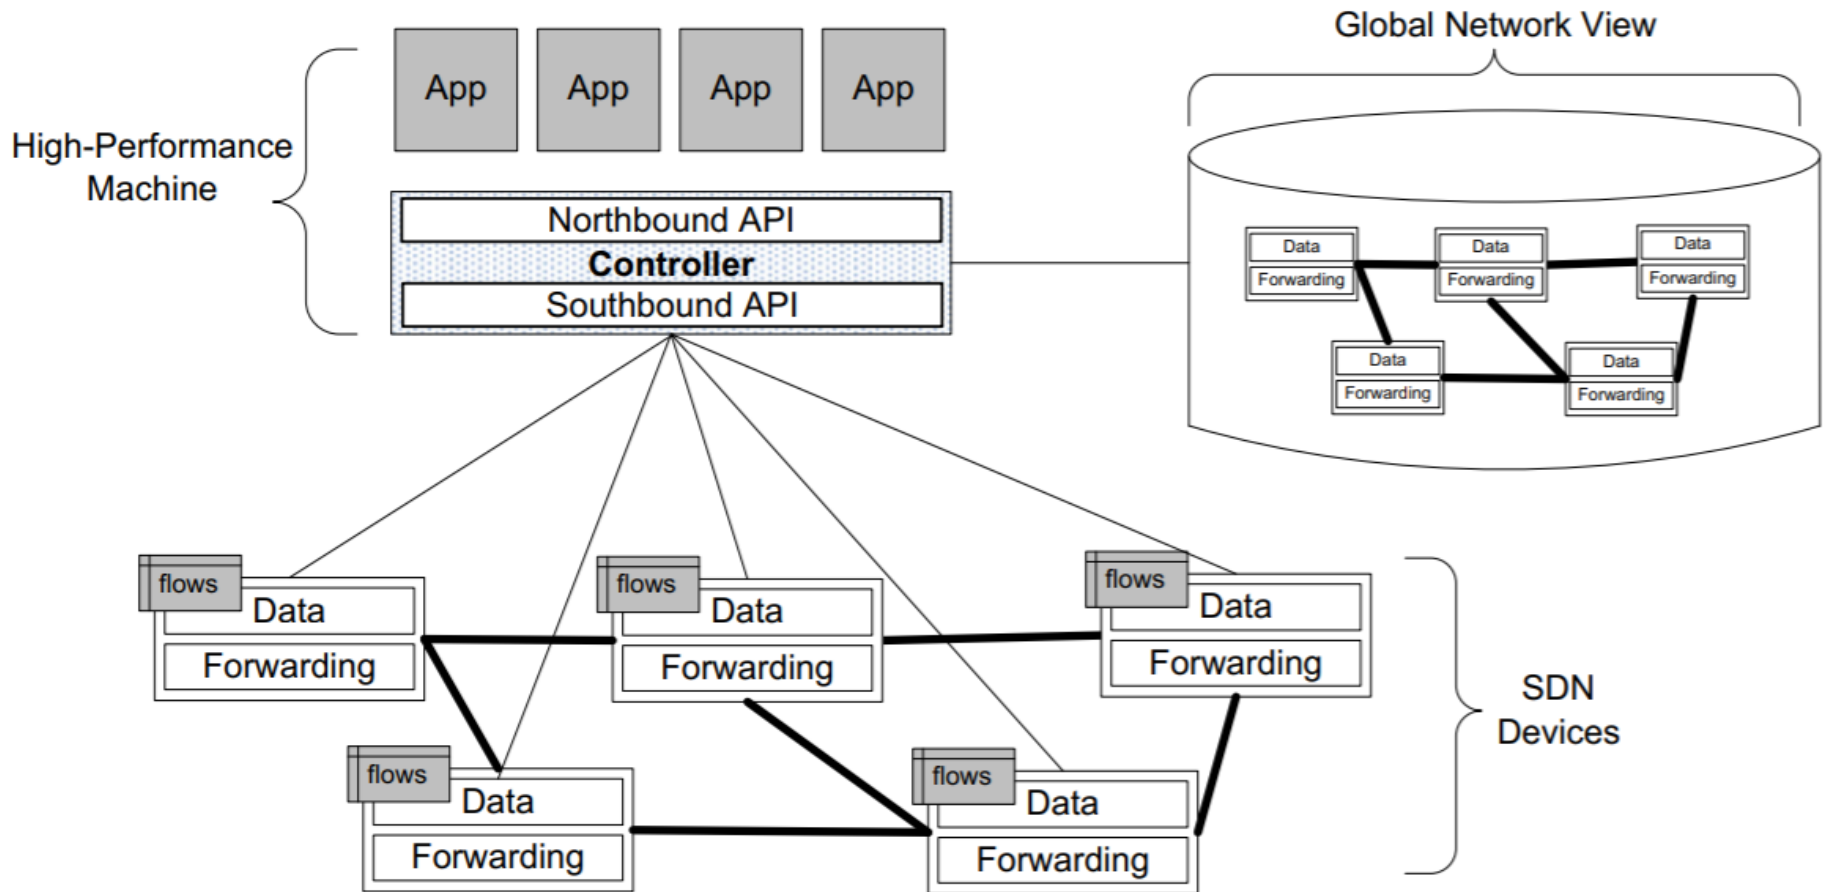 Global Network View
App
App
App
App
High-Performance
Machine
Northbound API
Controller
Southbound API
Data
Forwarding
Data
Forwarding
Data
Forwarding
Data
Forwarding
Data
Forwarding
flows
Data
Forwarding
flows
Data
Forwarding
flows
Data
Forwarding
flows
Data
Forwarding
flows
Data
Forwarding
SDN
Devices